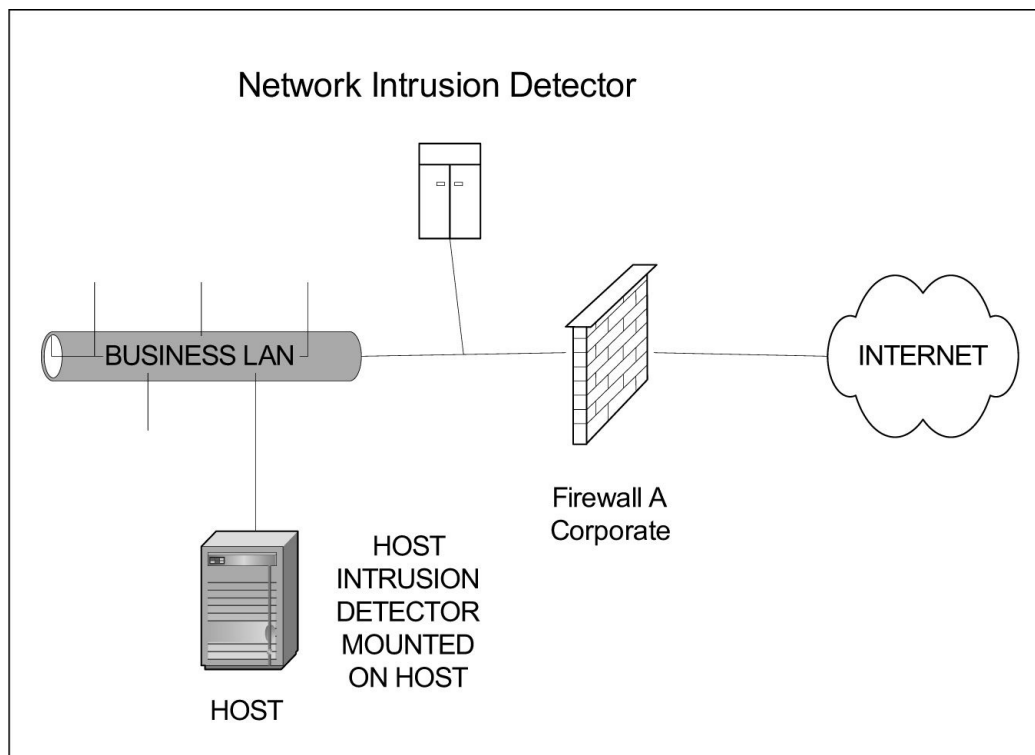 Network Intrusion Detector
BUSINESS LAN
INTERNET
Firewall A
Corporate
HOST
INTRUSION
DETECTOR
MOUNTED
ON HOST
HOST